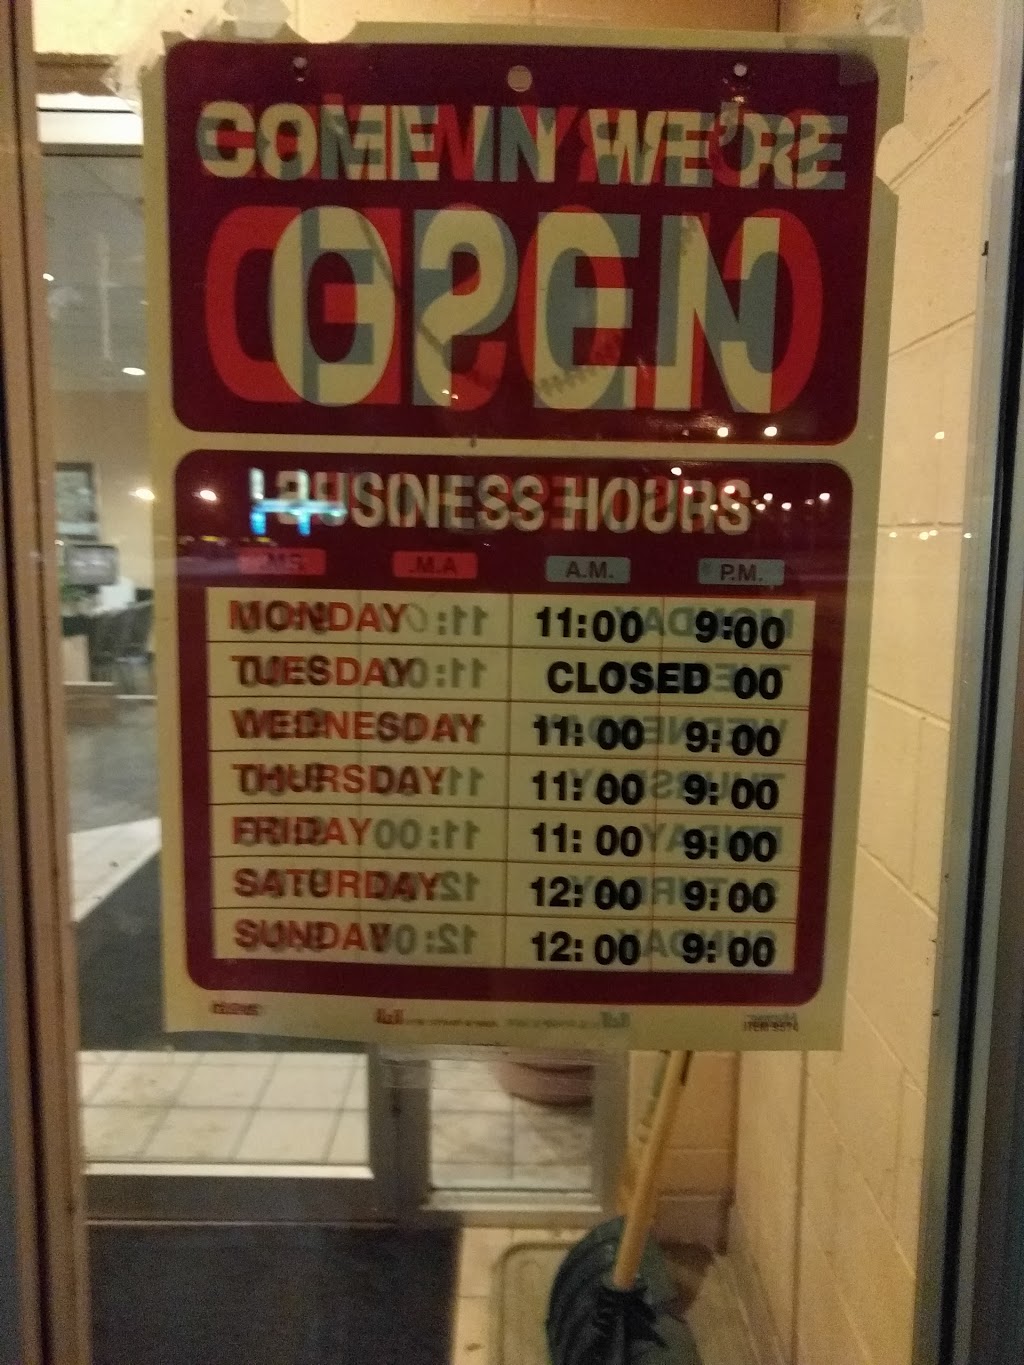 COME IN WE'RE
OPEN
BUSINESS HOURS
A.M. P.M.
MONDAY 11:00 9:00
TUESDAY CLOSED 00
WEDNESDAY 11:00 9:00
THURSDAY 11:00 9:00
FRIDAY 11:00 9:00
SATURDAY 12:00 9:00
SUNDAY 12:00 9:00